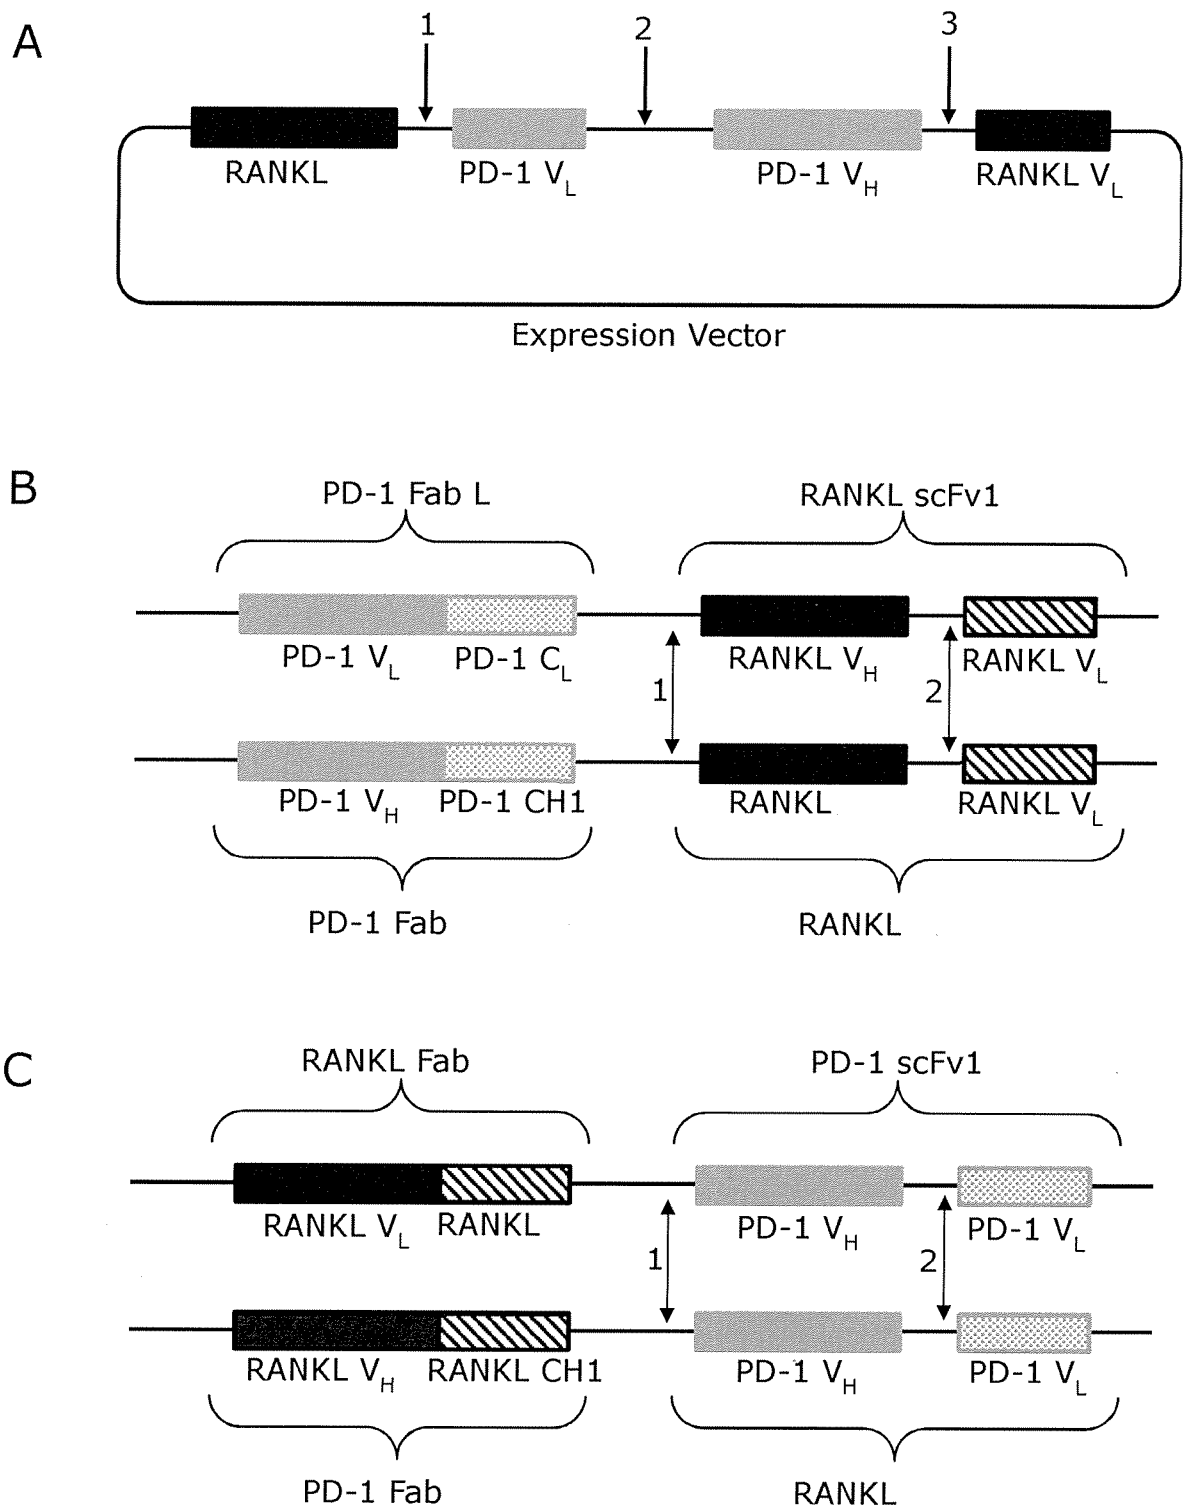 A
1 2 3
RANKL PD-1 VL PD-1 VH RANKL VL
Expression Vector
B
PD-1 Fab L RANKL scFv1
PD-1 VL PD-1 CL RANKL VH RANKL VL
1 2
PD-1 VH PD-1 CH1 RANKL RANKL VL
PD-1 Fab RANKL
C
RANKL Fab PD-1 scFv1
RANKL VL RANKL PD-1 VH PD-1 VL
1 2
RANKL VH RANKL CH1 PD-1 VH PD-1 VL
PD-1 Fab RANKL